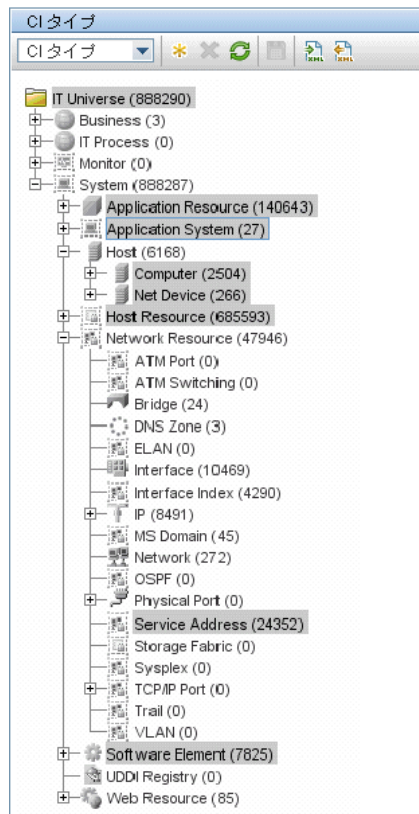 CIタイプ
CIタイプ
XML XML
IT Universe (888290)
Business (3)
IT Process (0)
Monitor (0)
System (888287)
Application Resource (140643)
Application System (27)
Host (6168)
Computer (2504)
Net Device (266)
Host Resource (685593)
Network Resource (47946)
ATM Port (0)
ATM Switching (0)
Bridge (24)
DNS Zone (3)
ELAN (0)
Interface (10469)
Interface Index (4290)
IP (8491)
MS Domain (45)
Network (272)
OSPF (0)
Physical Port (0)
Service Address (24352)
Storage Fabric (0)
Sysplex (0)
TCP/IP Port (0)
Trail (0)
VLAN (0)
Software Element (7825)
UDDI Registry (0)
Web Resource (85)